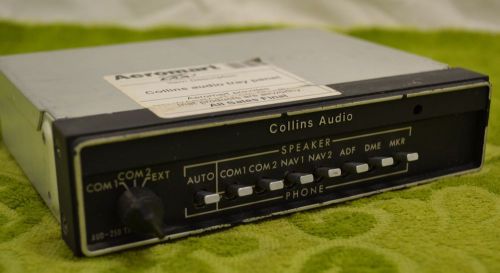 Aeromart
Collins audio tray panel
All Sales Final
Collins Audio
SPEAKER
AUTO COM1 COM2 NAV1 NAV2 ADF DME MKR
PHONE
COM1 COM2 EXT